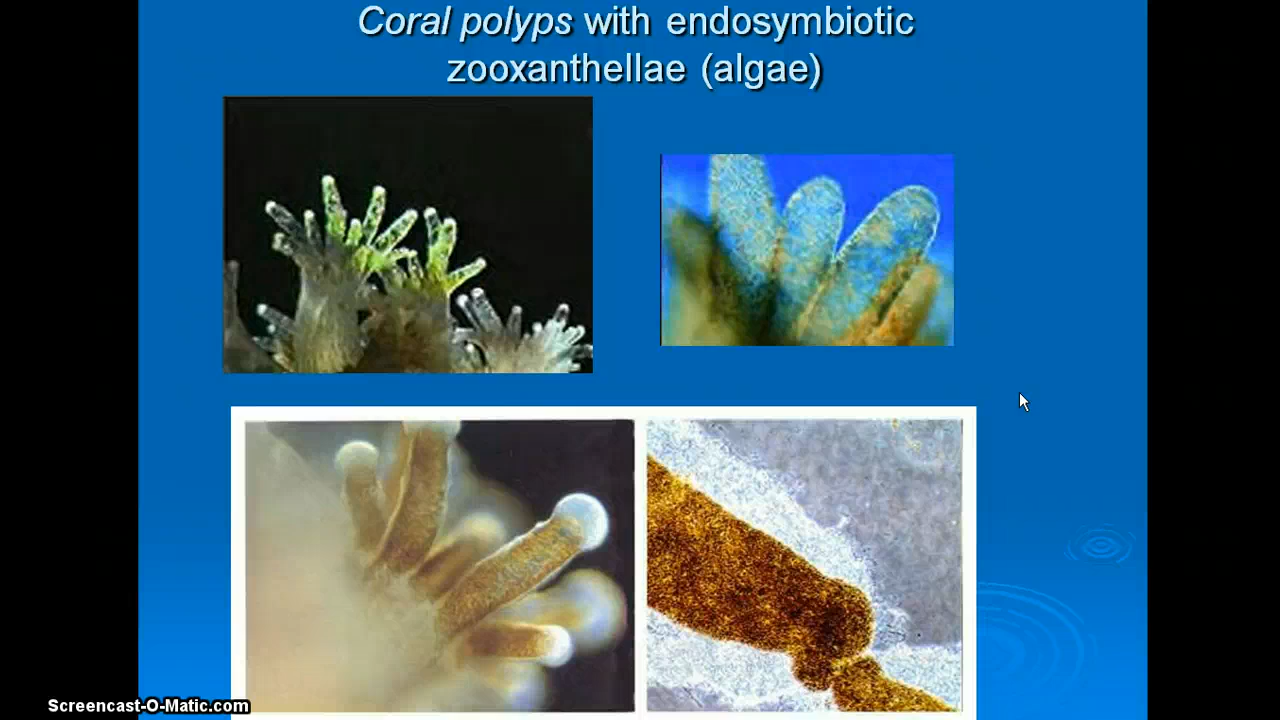 Coral polyps with endosymbiotic
zooxanthellae (algae)
Screencast-O-Matic.com